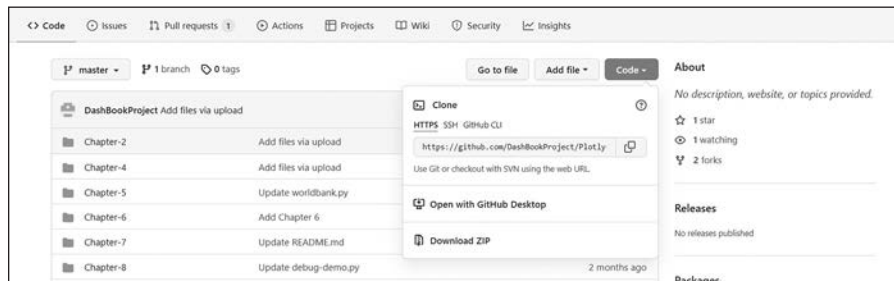 Code Issues Pull requests 1 Actions Projects Wiki Security Insights
master 1 branch 0 tags Go to file Add file Code
DashBookProject Add files via upload
Chapter-2 Add files via upload
Chapter-4 Add files via upload
Chapter-5 Update worldbank.py
Chapter-6 Add Chapter 6
Chapter-7 Update README.md
Chapter-8 Update debug-demo.py 2 months ago
Clone
HTTPS SSH GitHub CLI
https://github.com/DashBookProject/Plotly
Use Git or checkout with SVN using the web URL.
Open with GitHub Desktop
Download ZIP
About
No description, website, or topics provided.
1 star
1 watching
2 forks
Releases
No releases published
Packages